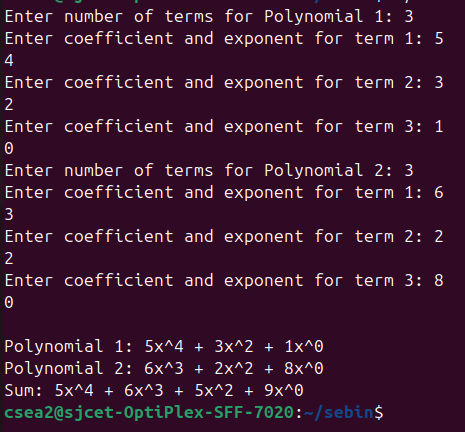 Enter number of terms for Polynomial 1: 3
Enter coefficient and exponent for term 1: 5
4
Enter coefficient and exponent for term 2: 3
2
Enter coefficient and exponent for term 3: 1
0
Enter number of terms for Polynomial 2: 3
Enter coefficient and exponent for term 1: 6
3
Enter coefficient and exponent for term 2: 2
2
Enter coefficient and exponent for term 3: 8
0
Polynomial 1: 5x^4 + 3x^2 + 1x^0
Polynomial 2: 6x^3 + 2x^2 + 8x^0
Sum: 5x^4 + 6x^3 + 5x^2 + 9x^0
csea2@sjcet-OptiPlex-SFF-7020:~/sebin$